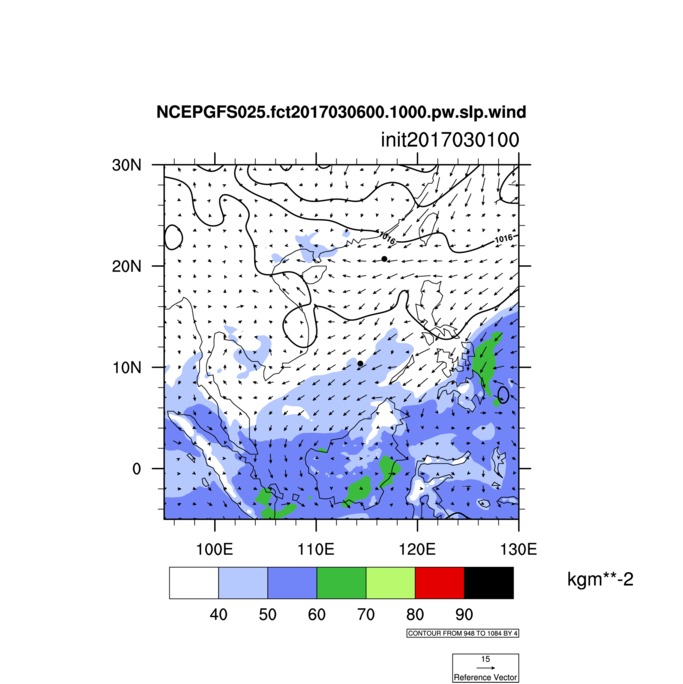 NCEPGFS025.fct2017030600.1000.pw.slp.wind
init2017030100
30N
1016
1016
20N
10N
0
100E 110E 120E 130E
kgm**-2
40 50 60 70 80 90
CONTOUR FROM 948 TO 1084 BY 4
15
Reference Vector